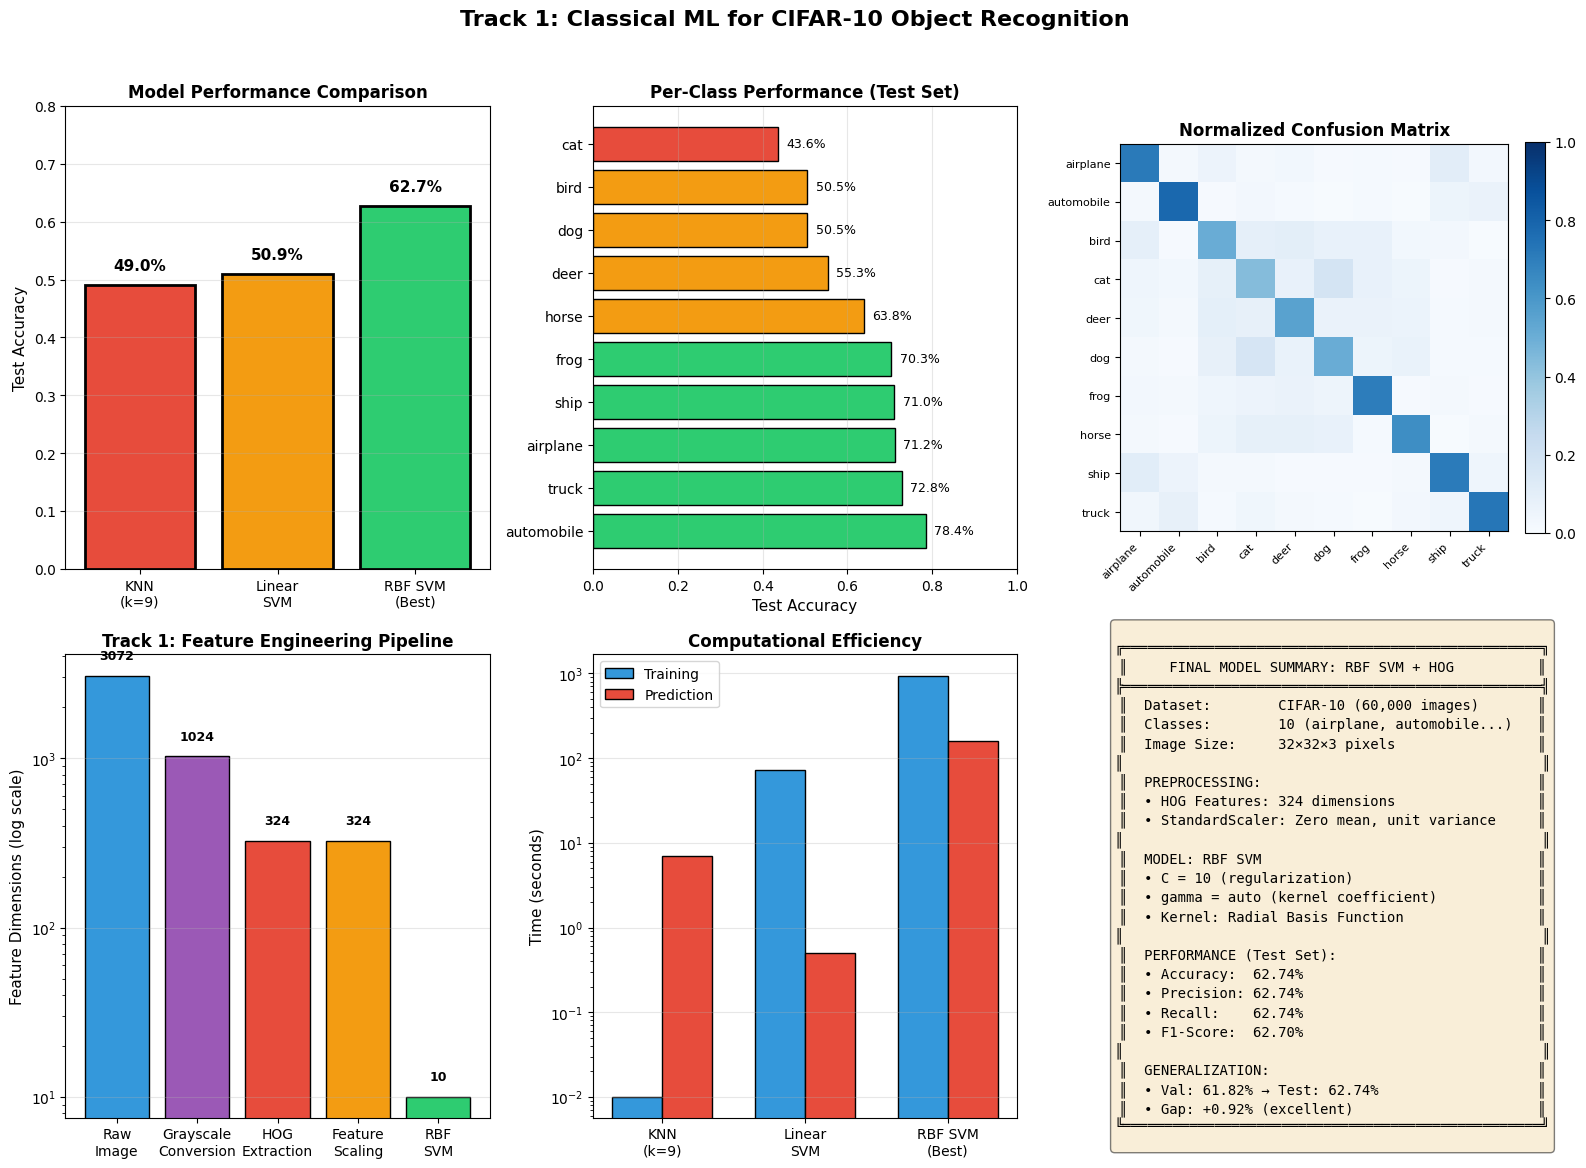 Track 1: Classical ML for CIFAR-10 Object Recognition
Model Performance Comparison
0.8
0.7
0.6
0.5
0.4
0.3
0.2
0.1
0.0
Test Accuracy
49.0%
50.9%
62.7%
KNN
(k=9)
Linear
SVM
RBF SVM
(Best)
Per-Class Performance (Test Set)
cat
43.6%
bird
50.5%
dog
50.5%
deer
55.3%
horse
63.8%
frog
70.3%
ship
71.0%
airplane
71.2%
truck
72.8%
automobile
78.4%
0.0 0.2 0.4 0.6 0.8 1.0
Test Accuracy
Normalized Confusion Matrix
airplane
automobile
bird
cat
deer
dog
frog
horse
ship
truck
airplane
automobile
bird
cat
deer
dog
frog
horse
ship
truck
1.0
0.8
0.6
0.4
0.2
0.0
Track 1: Feature Engineering Pipeline
Feature Dimensions (log scale)
10³
10²
10¹
3072
1024
324
324
10
Raw
Image
Grayscale
Conversion
HOG
Extraction
Feature
Scaling
RBF
SVM
Computational Efficiency
Training
Prediction
Time (seconds)
10³
10²
10¹
10⁰
10⁻¹
10⁻²
KNN
(k=9)
Linear
SVM
RBF SVM
(Best)
FINAL MODEL SUMMARY: RBF SVM + HOG
Dataset: CIFAR-10 (60,000 images)
Classes: 10 (airplane, automobile...)
Image Size: 32×32×3 pixels
PREPROCESSING:
• HOG Features: 324 dimensions
• StandardScaler: Zero mean, unit variance
MODEL: RBF SVM
• C = 10 (regularization)
• gamma = auto (kernel coefficient)
• Kernel: Radial Basis Function
PERFORMANCE (Test Set):
• Accuracy: 62.74%
• Precision: 62.74%
• Recall: 62.74%
• F1-Score: 62.70%
GENERALIZATION:
• Val: 61.82% → Test: 62.74%
• Gap: +0.92% (excellent)